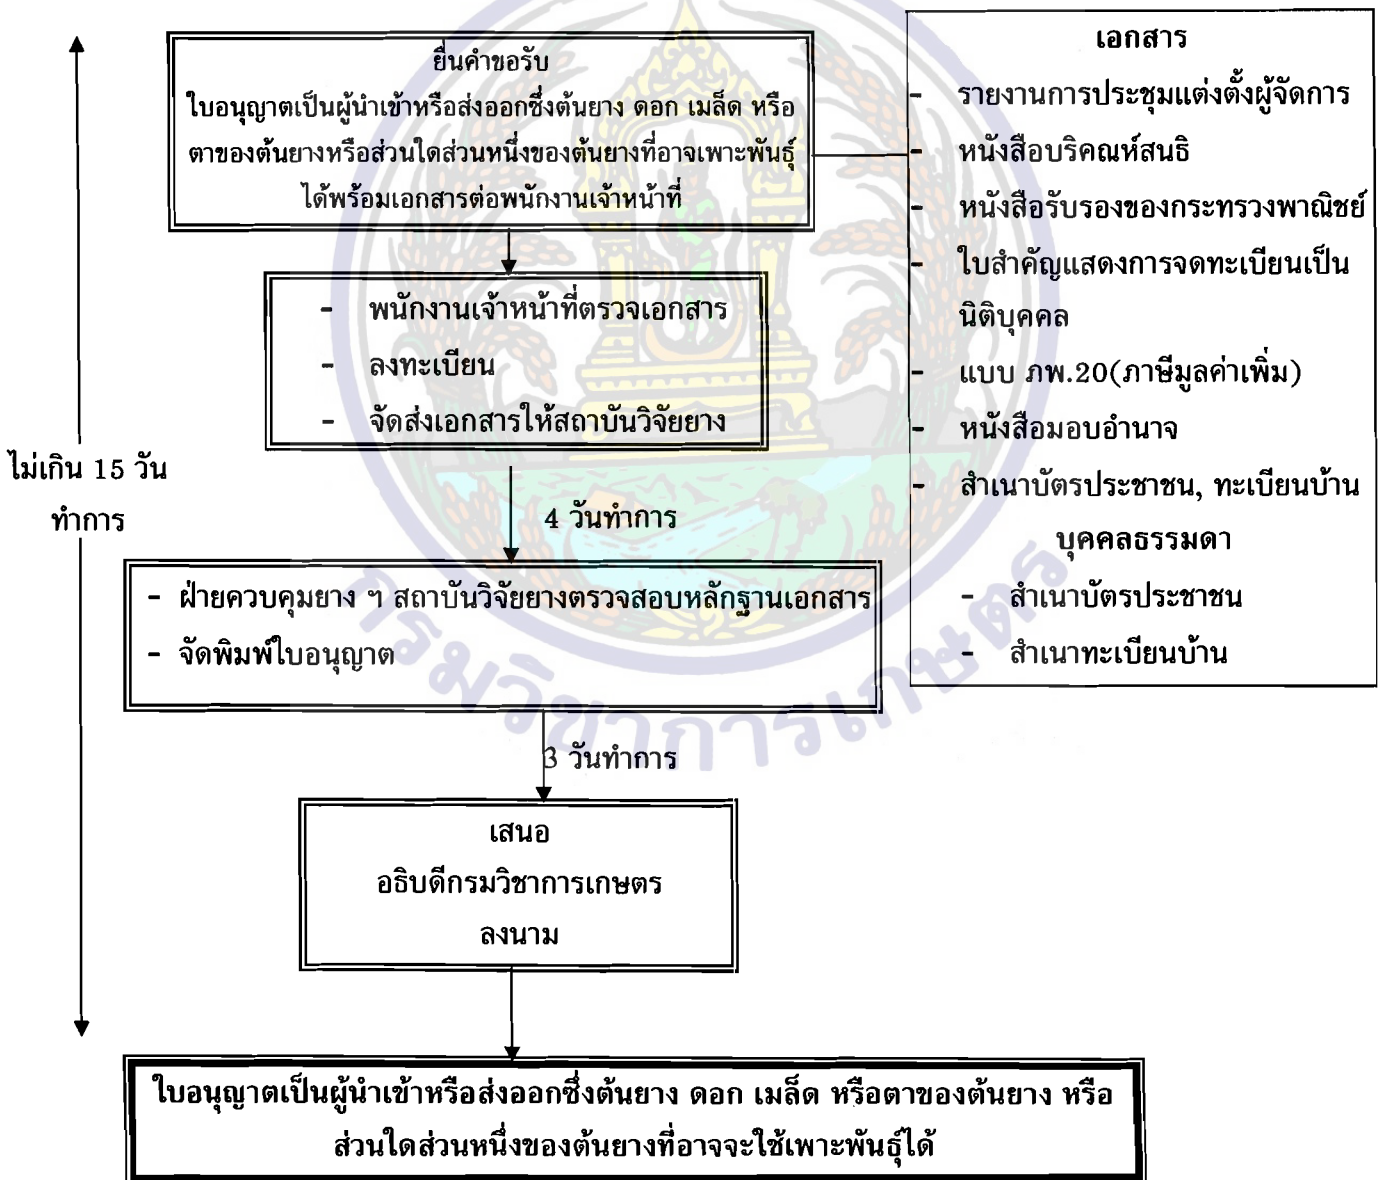 ยื่นคำขอรับ
ใบอนุญาตเป็นผู้นำเข้าหรือส่งออกซึ่งต้นยาง ดอก เมล็ด หรือ
ตาของต้นยางหรือส่วนใดส่วนหนึ่งของต้นยางที่อาจเพาะพันธุ์
ได้พร้อมเอกสารต่อพนักงานเจ้าหน้าที่
เอกสาร
- รายงานการประชุมแต่งตั้งผู้จัดการ
- หนังสือบริคณห์สนธิ
- หนังสือรับรองของกระทรวงพาณิชย์
- ใบสำคัญแสดงการจดทะเบียนเป็น
นิติบุคคล
- แบบ ภพ.20(ภาษีมูลค่าเพิ่ม)
- หนังสือมอบอำนาจ
- สำเนาบัตรประชาชน, ทะเบียนบ้าน
บุคคลธรรมดา
- สำเนาบัตรประชาชน
- สำเนาทะเบียนบ้าน
- พนักงานเจ้าหน้าที่ตรวจเอกสาร
- ลงทะเบียน
- จัดส่งเอกสารให้สถาบันวิจัยยาง
ไม่เกิน 15 วัน
ทำการ
4 วันทำการ
- ฝ่ายควบคุมยาง ฯ สถาบันวิจัยยางตรวจสอบหลักฐานเอกสาร
- จัดพิมพ์ใบอนุญาต
กรมวิชาการเกษตร
3 วันทำการ
เสนอ
อธิบดีกรมวิชาการเกษตร
ลงนาม
ใบอนุญาตเป็นผู้นำเข้าหรือส่งออกซึ่งต้นยาง ดอก เมล็ด หรือตาของต้นยาง หรือ
ส่วนใดส่วนหนึ่งของต้นยางที่อาจจะใช้เพาะพันธุ์ได้